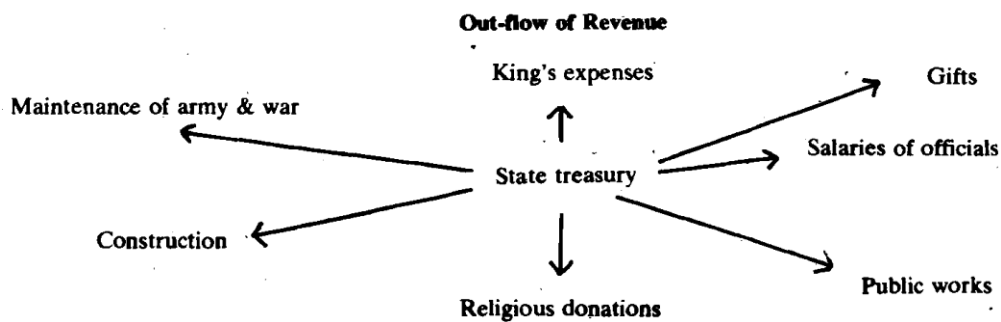 Out-flow of Revenue
King's expenses
Gifts
Maintenance of army & war
Salaries of officials
State treasury
Construction
Public works
Religious donations